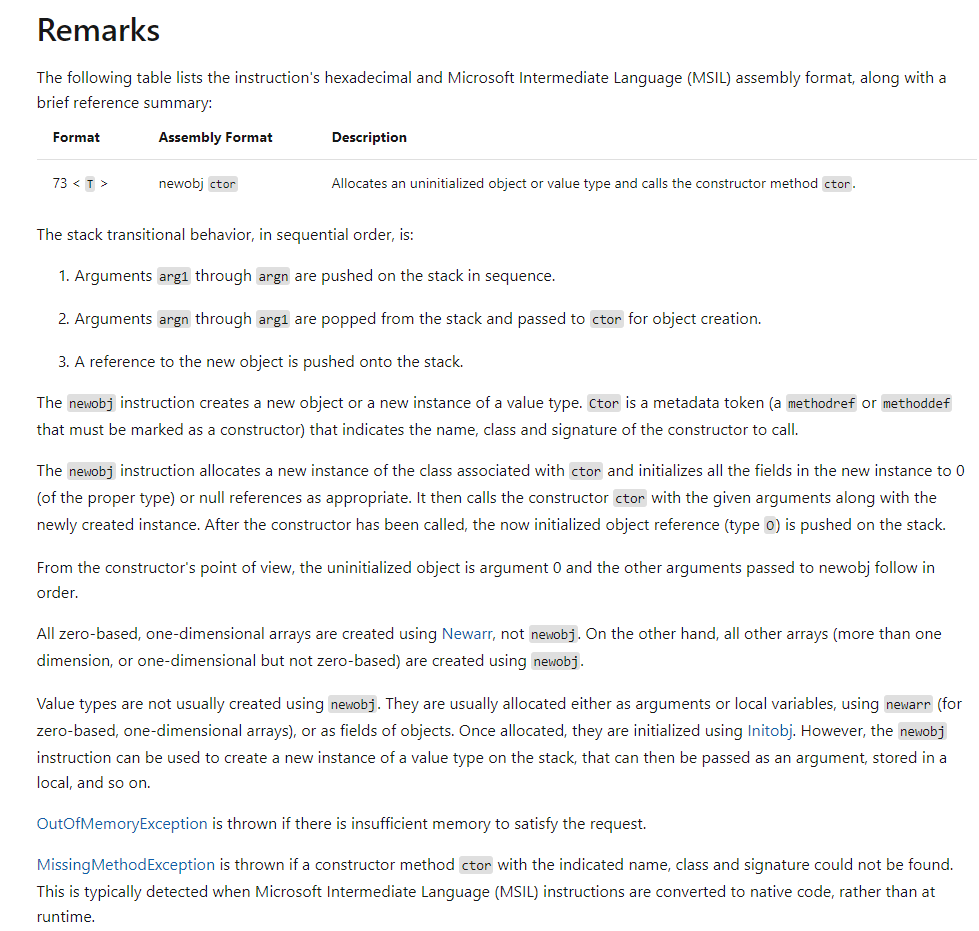 Remarks
The following table lists the instruction's hexadecimal and Microsoft Intermediate Language (MSIL) assembly format, along with a
brief reference summary:
Format Assembly Format Description
73 < T > newobj ctor Allocates an uninitialized object or value type and calls the constructor method ctor.
The stack transitional behavior, in sequential order, is:
1. Arguments arg1 through argn are pushed on the stack in sequence.
2. Arguments argn through arg1 are popped from the stack and passed to ctor for object creation.
3. A reference to the new object is pushed onto the stack.
The newobj instruction creates a new object or a new instance of a value type. Ctor is a metadata token (a methodref or methoddef
that must be marked as a constructor) that indicates the name, class and signature of the constructor to call.
The newobj instruction allocates a new instance of the class associated with ctor and initializes all the fields in the new instance to 0
(of the proper type) or null references as appropriate. It then calls the constructor ctor with the given arguments along with the
newly created instance. After the constructor has been called, the now initialized object reference (type O) is pushed on the stack.
From the constructor's point of view, the uninitialized object is argument 0 and the other arguments passed to newobj follow in
order.
All zero-based, one-dimensional arrays are created using Newarr, not newobj. On the other hand, all other arrays (more than one
dimension, or one-dimensional but not zero-based) are created using newobj.
Value types are not usually created using newobj. They are usually allocated either as arguments or local variables, using newarr (for
zero-based, one-dimensional arrays), or as fields of objects. Once allocated, they are initialized using Initobj. However, the newobj
instruction can be used to create a new instance of a value type on the stack, that can then be passed as an argument, stored in a
local, and so on.
OutOfMemoryException is thrown if there is insufficient memory to satisfy the request.
MissingMethodException is thrown if a constructor method ctor with the indicated name, class and signature could not be found.
This is typically detected when Microsoft Intermediate Language (MSIL) instructions are converted to native code, rather than at
runtime.